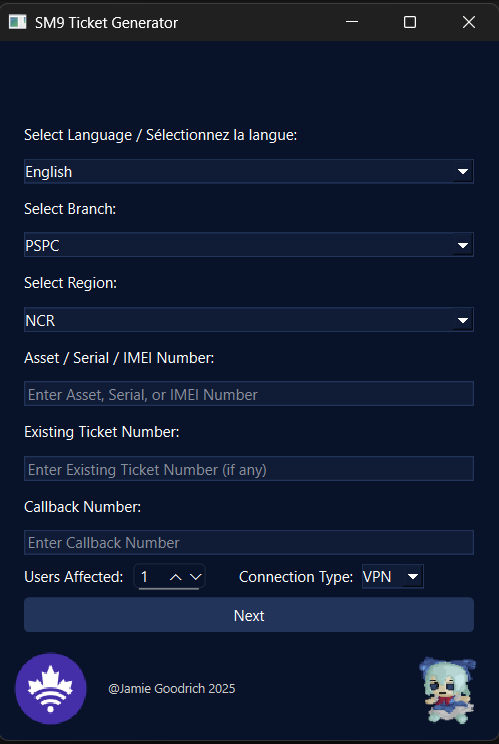 SM9 Ticket Generator
Select Language / Sélectionnez la langue:
English
Select Branch:
PSPC
Select Region:
NCR
Asset / Serial / IMEI Number:
Enter Asset, Serial, or IMEI Number
Existing Ticket Number:
Enter Existing Ticket Number (if any)
Callback Number:
Enter Callback Number
Users Affected: 1 Connection Type: VPN
Next
@Jamie Goodrich 2025